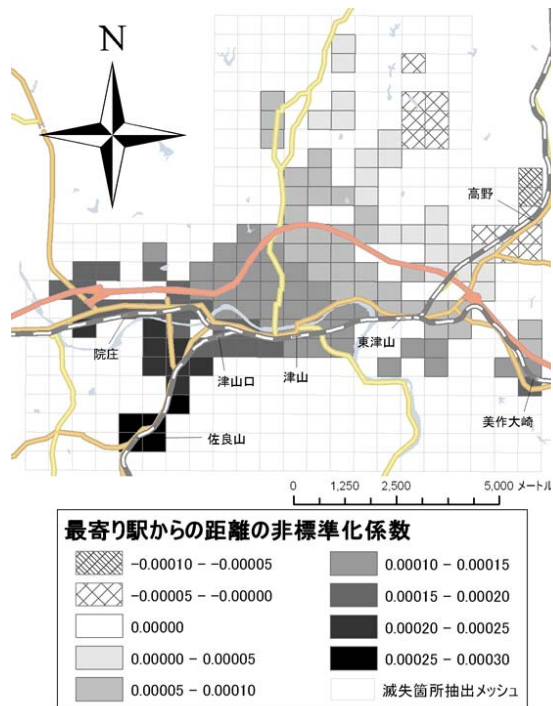 N
高野
院庄
津山口
津山
東津山
美作大崎
佐良山
0 1,250 2,500 5,000 メートル
最寄り駅からの距離の非標準化係数
-0.00010 - -0.00005
-0.00005 - -0.00000
0.00000
0.00000 - 0.00005
0.00005 - 0.00010
0.00010 - 0.00015
0.00015 - 0.00020
0.00020 - 0.00025
0.00025 - 0.00030
滅失箇所抽出メッシュ